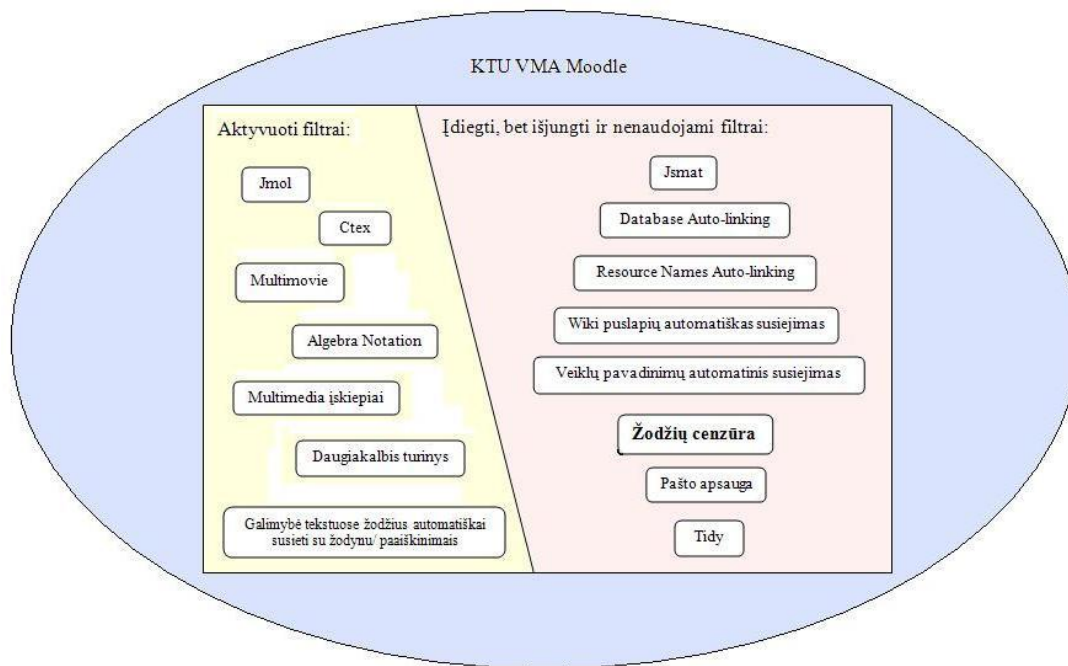 KTU VMA Moodle
Aktyvuoti filtrai:
Jmol
Ctex
Multimovie
Algebra Notation
Multimedia įskiepiai
Daugiakalbis turinys
Galimybė tekstuose žodžius automatiškai
susieti su žodynu/ paaiškinimais
Įdiegti, bet išjungti ir nenaudojami filtrai:
Jsmat
Database Auto-linking
Resource Names Auto-linking
Wiki puslapių automatiškas susiejimas
Veiklų pavadinimų automatinis susiejimas
Žodžių cenzūra
Pašto apsauga
Tidy